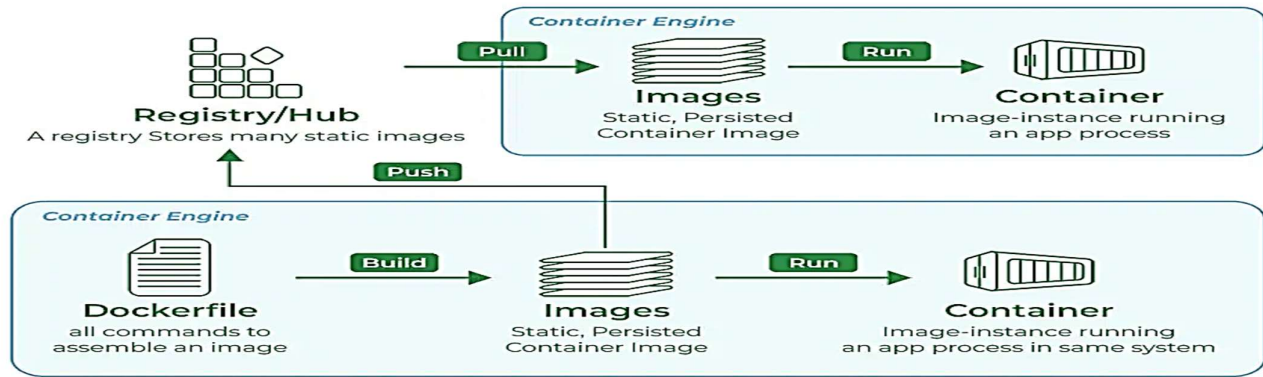 Container Engine
Pull
Run
Registry/Hub
A registry Stores many static images
Images
Static, Persisted
Container Image
Container
Image-instance running
an app process
Push
Container Engine
Build
Run
Dockerfile
all commands to
assemble an image
Images
Static, Persisted
Container Image
Container
Image-instance running
an app process in same system